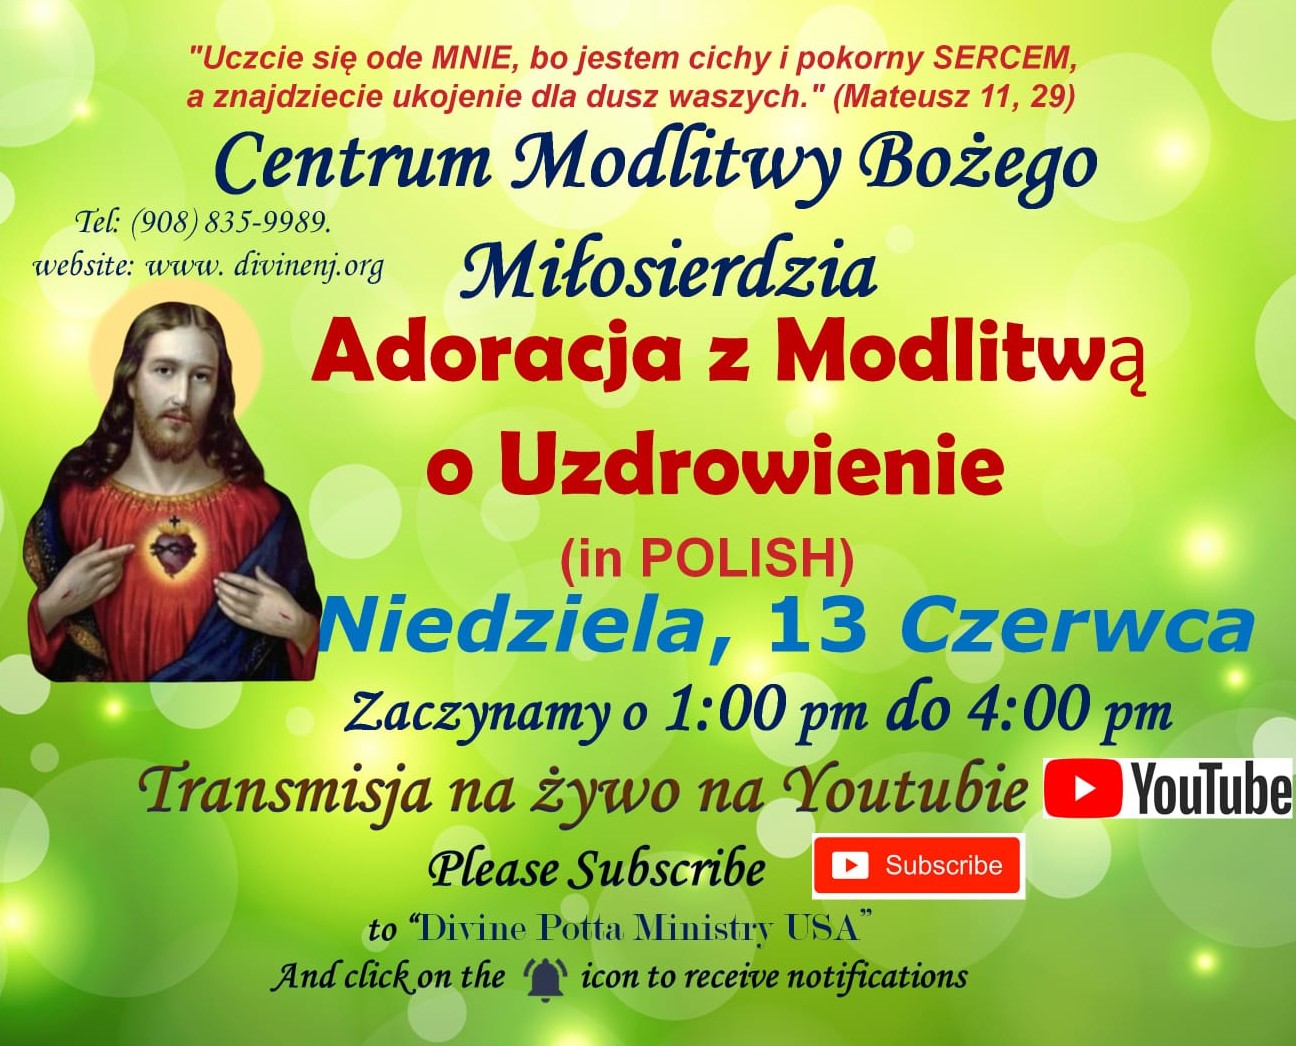 "Uczcie się ode MNIE, bo jestem cichy i pokorny SERCEM,
a znajdziecie ukojenie dla dusz waszych." (Mateusz 11, 29)
Centrum Modlitwy Bożego
Miłosierdzia
Tel: (908) 835-9989.
website: www. divinenj.org
Adoracja z Modlitwą
o Uzdrowienie
(in POLISH)
Niedziela, 13 Czerwca
Zaczynamy o 1:00 pm do 4:00 pm
Transmisja na żywo na Youtubie YouTube
Please Subscribe Subscribe
to “Divine Potta Ministry USA”
And click on the icon to receive notifications